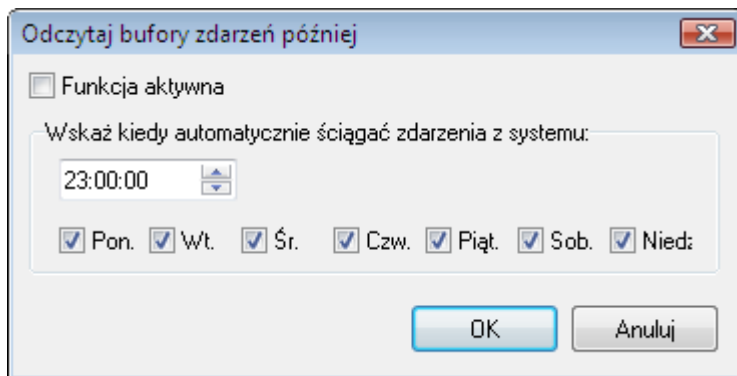 Odczytaj bufory zdarzeń później
Funkcja aktywna
Wskaż kiedy automatycznie ściągać zdarzenia z systemu:
23:00:00
Pon. Wt. Śr. Czw. Piąt. Sob. Niedz
OK Anuluj